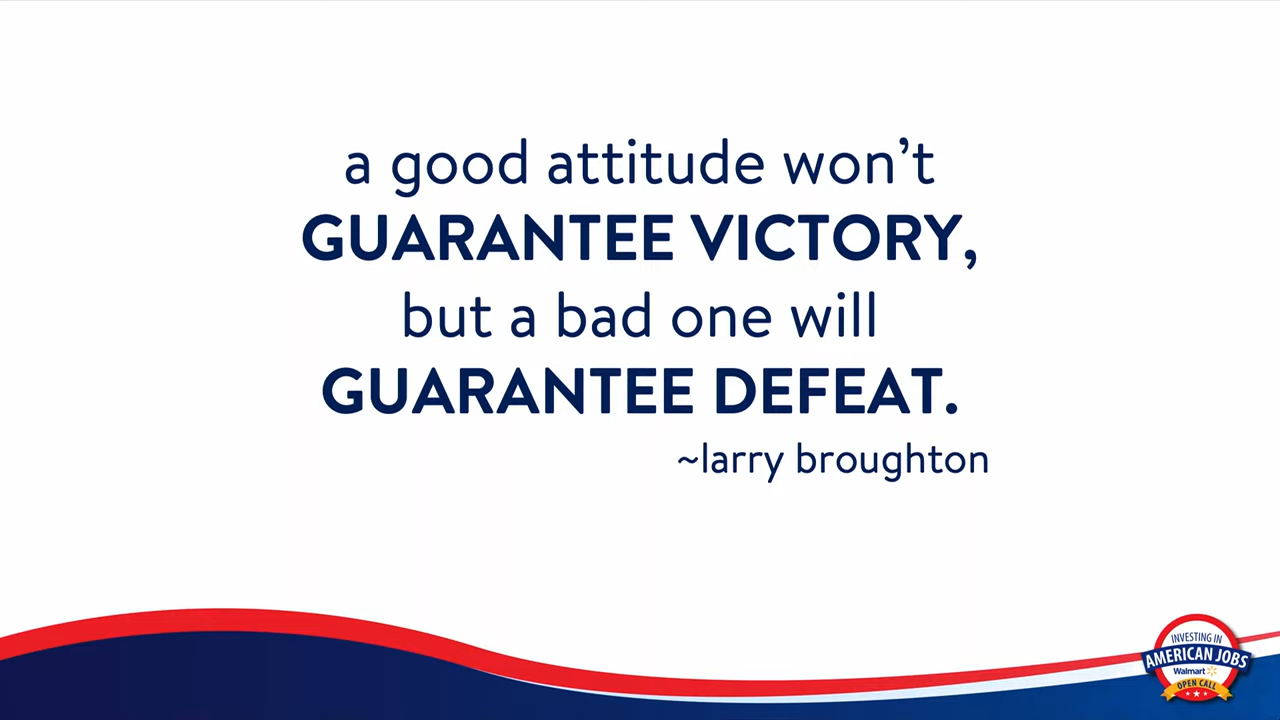 a good attitude won’t
GUARANTEE VICTORY,
but a bad one will
GUARANTEE DEFEAT.
~larry broughton
INVESTING IN
AMERICAN JOBS
Walmart
OPEN CALL